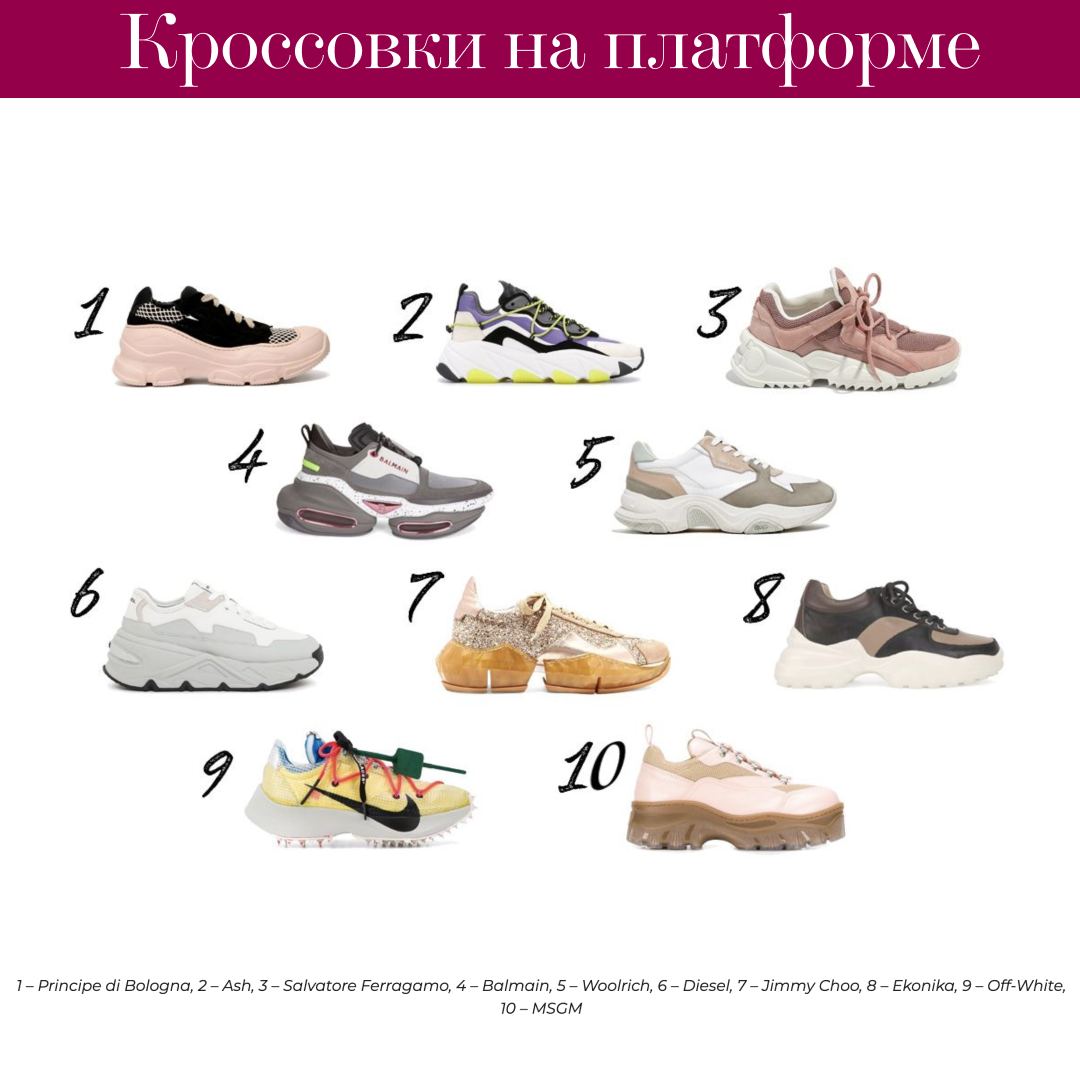 Кроссовки на платформе
1
2
3
4
BALMAIN
5
6
7
8
9
10
1 – Principe di Bologna, 2 – Ash, 3 – Salvatore Ferragamo, 4 – Balmain, 5 – Woolrich, 6 – Diesel, 7 – Jimmy Choo, 8 – Ekonika, 9 – Off-White,
10 – MSGM